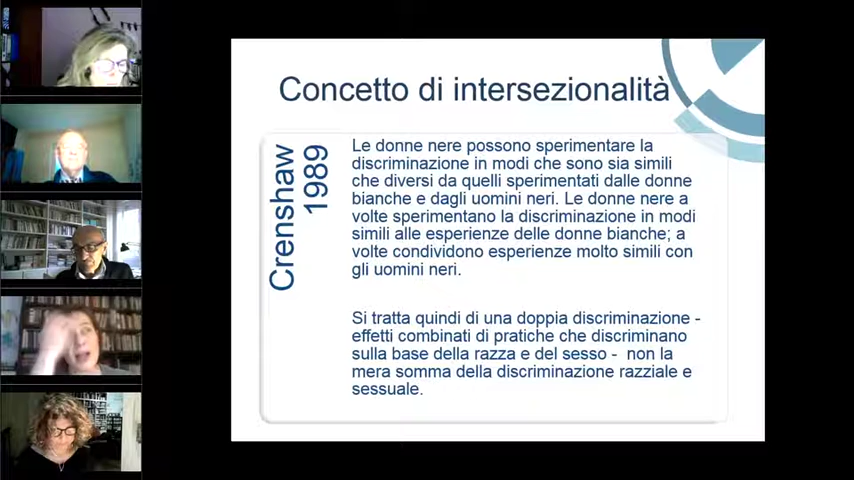 Concetto di intersezionalità
Crenshaw
1989
Le donne nere possono sperimentare la
discriminazione in modi che sono sia simili
che diversi da quelli sperimentati dalle donne
bianche e dagli uomini neri. Le donne nere a
volte sperimentano la discriminazione in modi
simili alle esperienze delle donne bianche; a
volte condividono esperienze molto simili con
gli uomini neri.
Si tratta quindi di una doppia discriminazione -
effetti combinati di pratiche che discriminano
sulla base della razza e del sesso - non la
mera somma della discriminazione razziale e
sessuale.